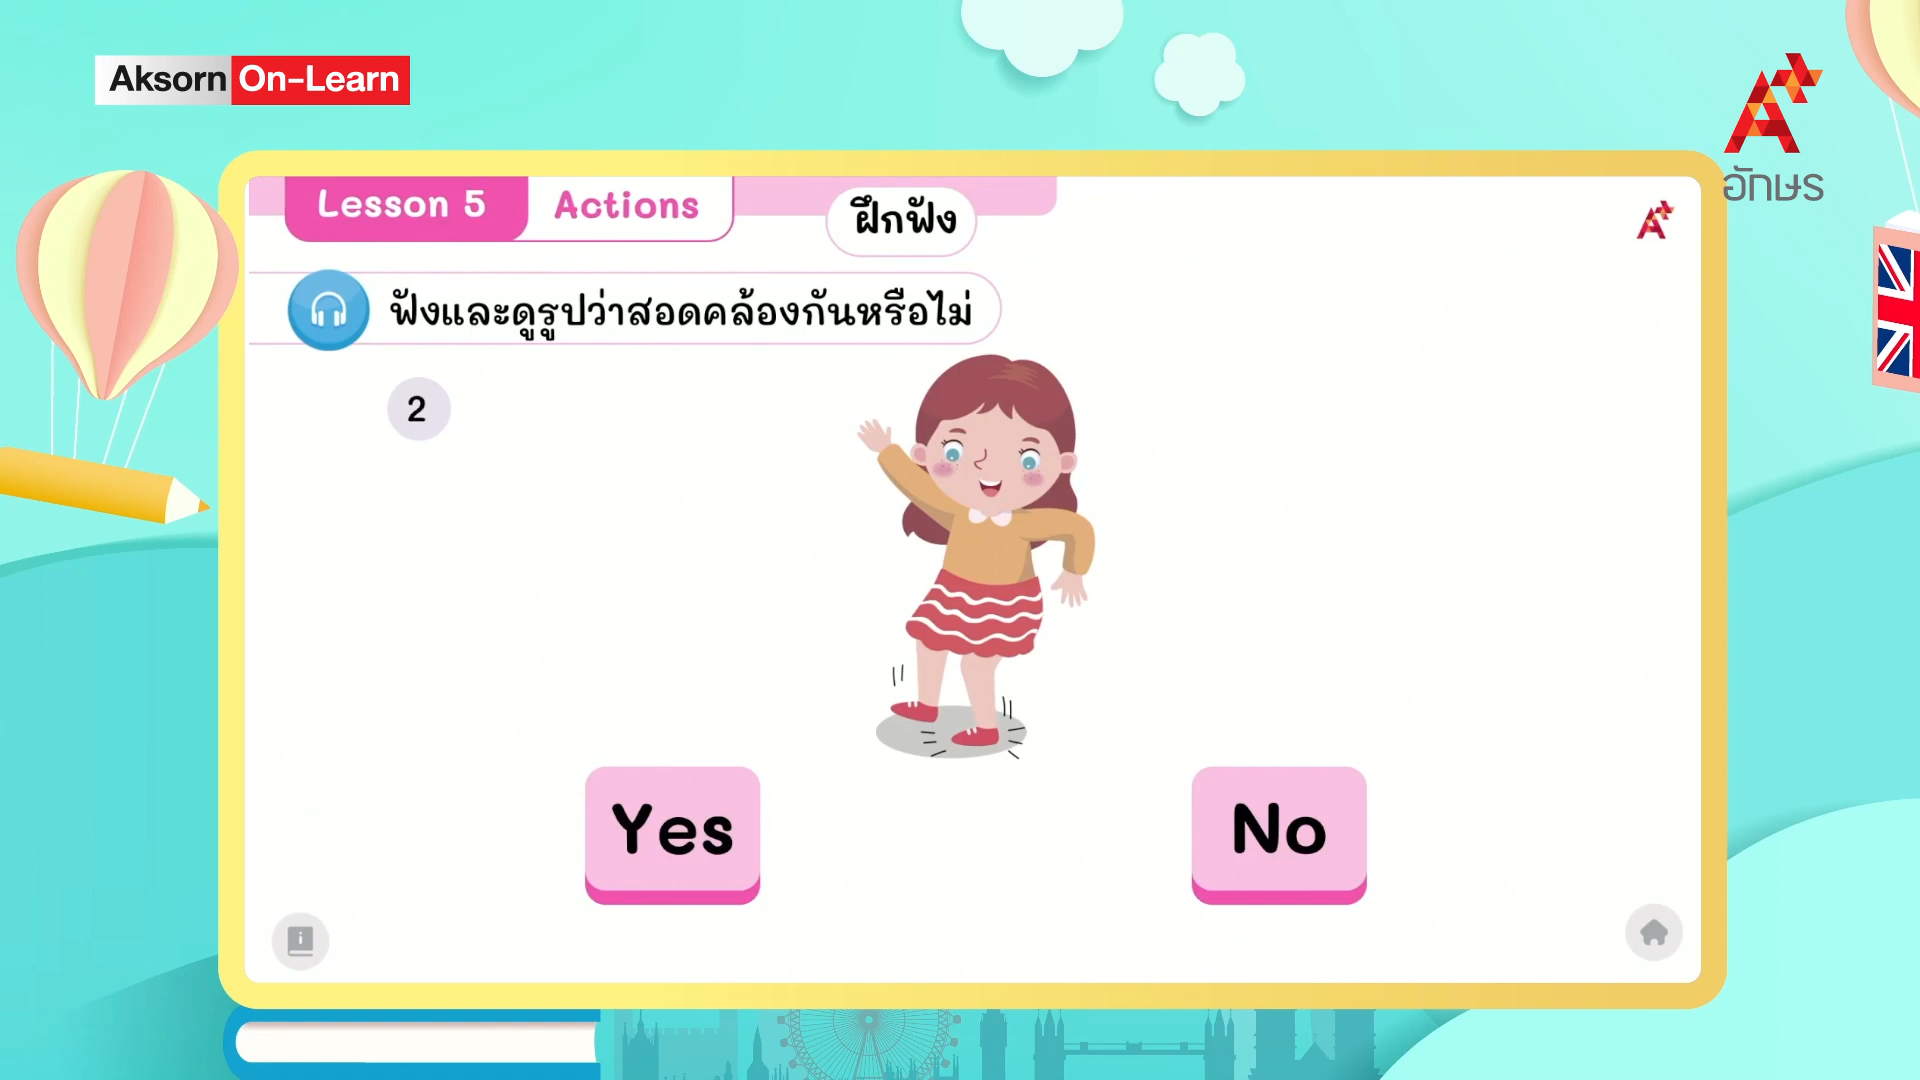 Aksorn On-Learn
อักษร
Lesson 5 Actions
ฝึกฟัง
ฟังและดูรูปว่าสอดคล้องกันหรือไม่
2
Yes
No